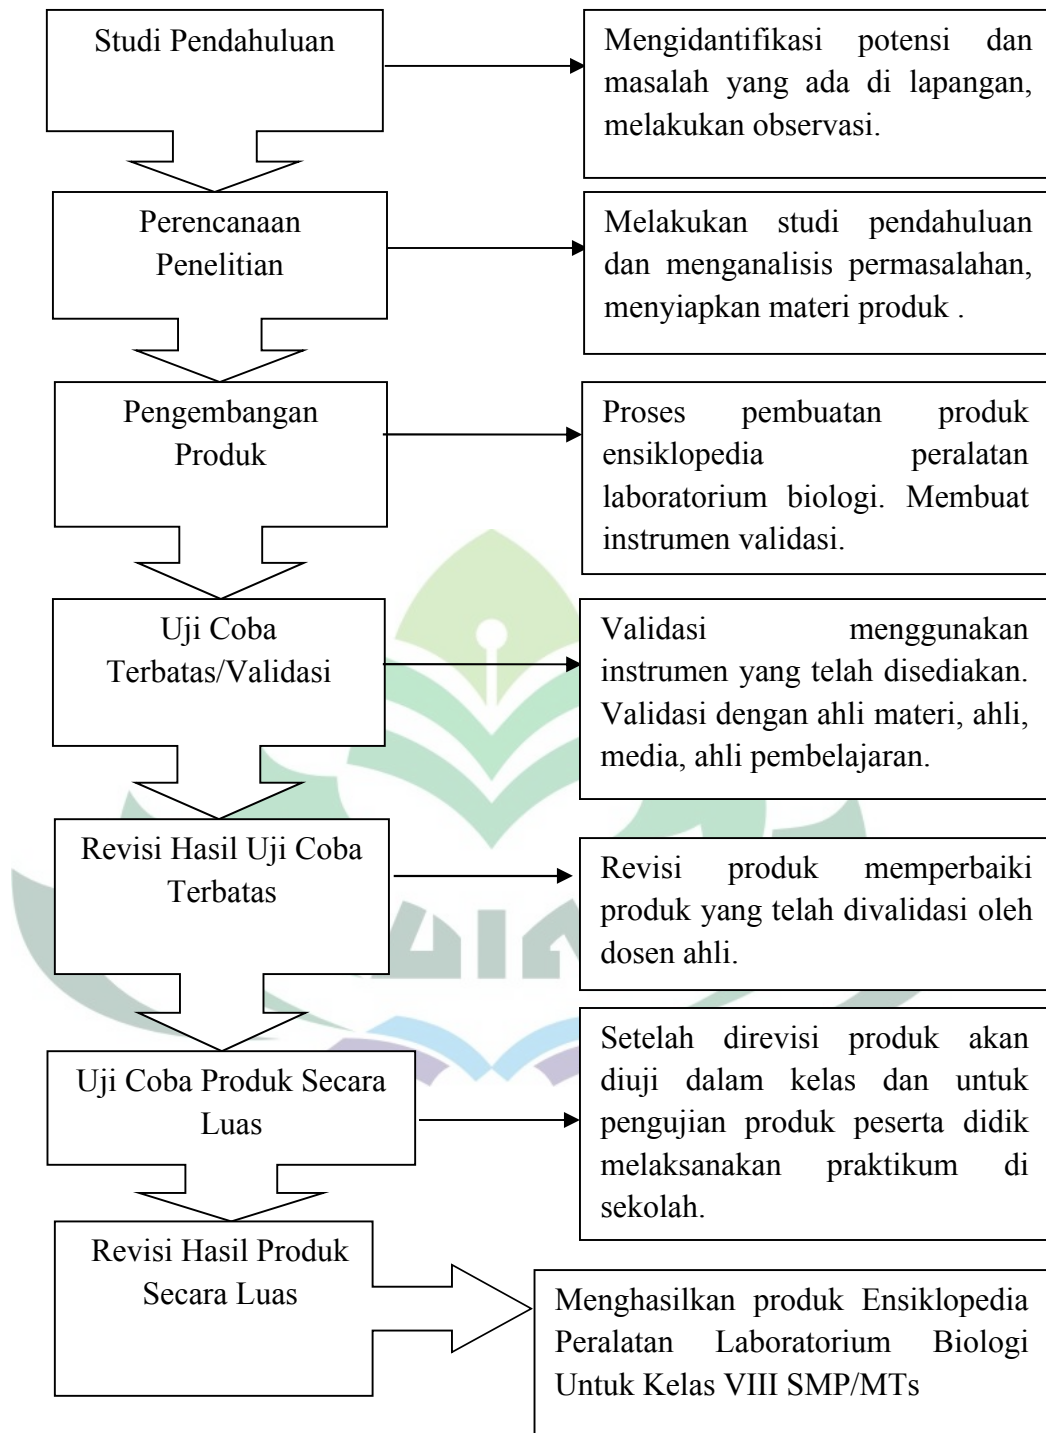 Studi Pendahuluan
Mengidantifikasi potensi dan
masalah yang ada di lapangan,
melakukan observasi.
Perencanaan
Penelitian
Melakukan studi pendahuluan
dan menganalisis permasalahan,
menyiapkan materi produk .
Pengembangan
Produk
Proses pembuatan produk
ensiklopedia peralatan
laboratorium biologi. Membuat
instrumen validasi.
Uji Coba
Terbatas/Validasi
Validasi menggunakan
instrumen yang telah disediakan.
Validasi dengan ahli materi, ahli,
media, ahli pembelajaran.
Revisi Hasil Uji Coba
Terbatas
Revisi produk memperbaiki
produk yang telah divalidasi oleh
dosen ahli.
Uji Coba Produk Secara
Luas
Setelah direvisi produk akan
diuji dalam kelas dan untuk
pengujian produk peserta didik
melaksanakan praktikum di
sekolah.
Revisi Hasil Produk
Secara Luas
Menghasilkan produk Ensiklopedia
Peralatan Laboratorium Biologi
Untuk Kelas VIII SMP/MTs